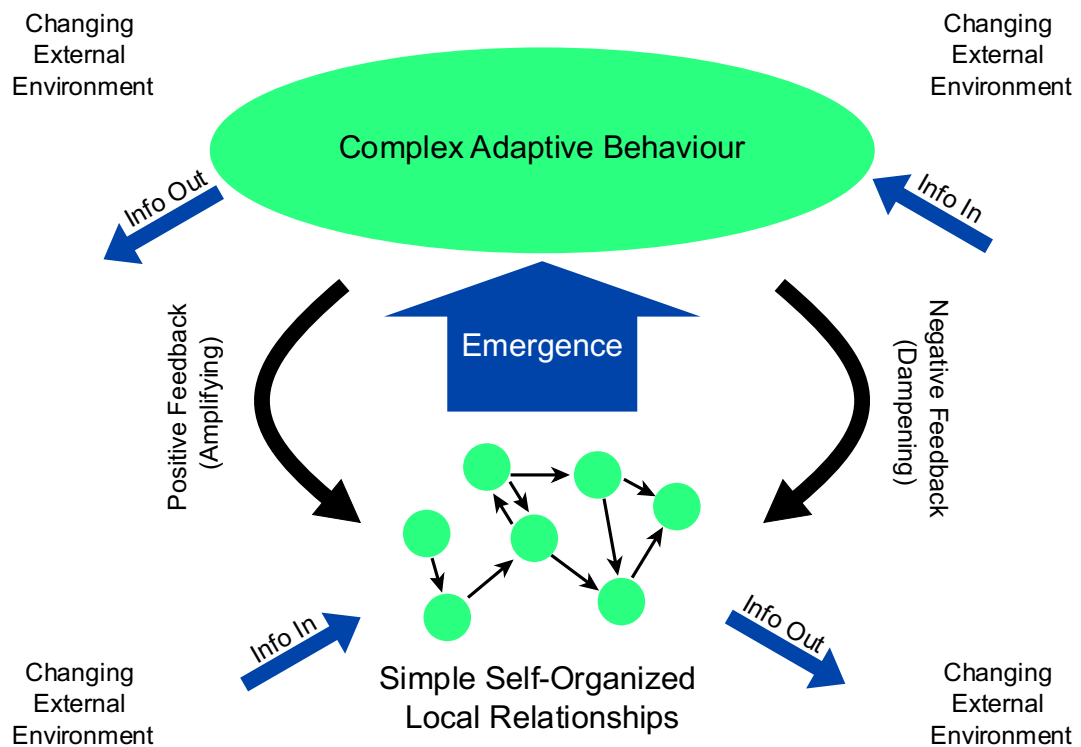 Changing
External
Environment
Changing
External
Environment
Complex Adaptive Behaviour
Info Out
Info In
Positive Feedback
(Amplifying)
Emergence
Negative Feedback
(Dampening)
Info In
Info Out
Changing
External
Environment
Simple Self-Organized
Local Relationships
Changing
External
Environment